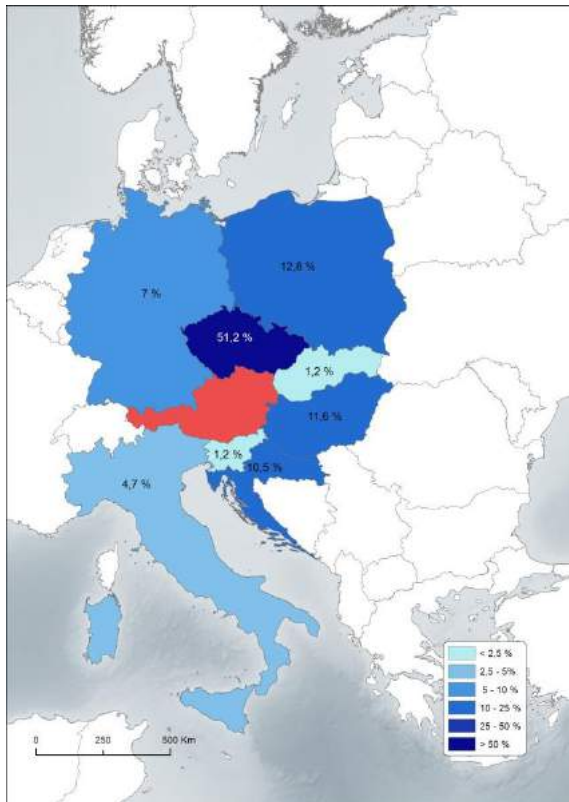 12,8 %
7 %
51,2 %
1,2 %
11,6 %
1,2 %
10,5 %
4,7 %
< 2.5 %
2,5 - 5%
5 - 10 %
10 - 25 %
25 - 50 %
> 50 %
0 250 500 Km